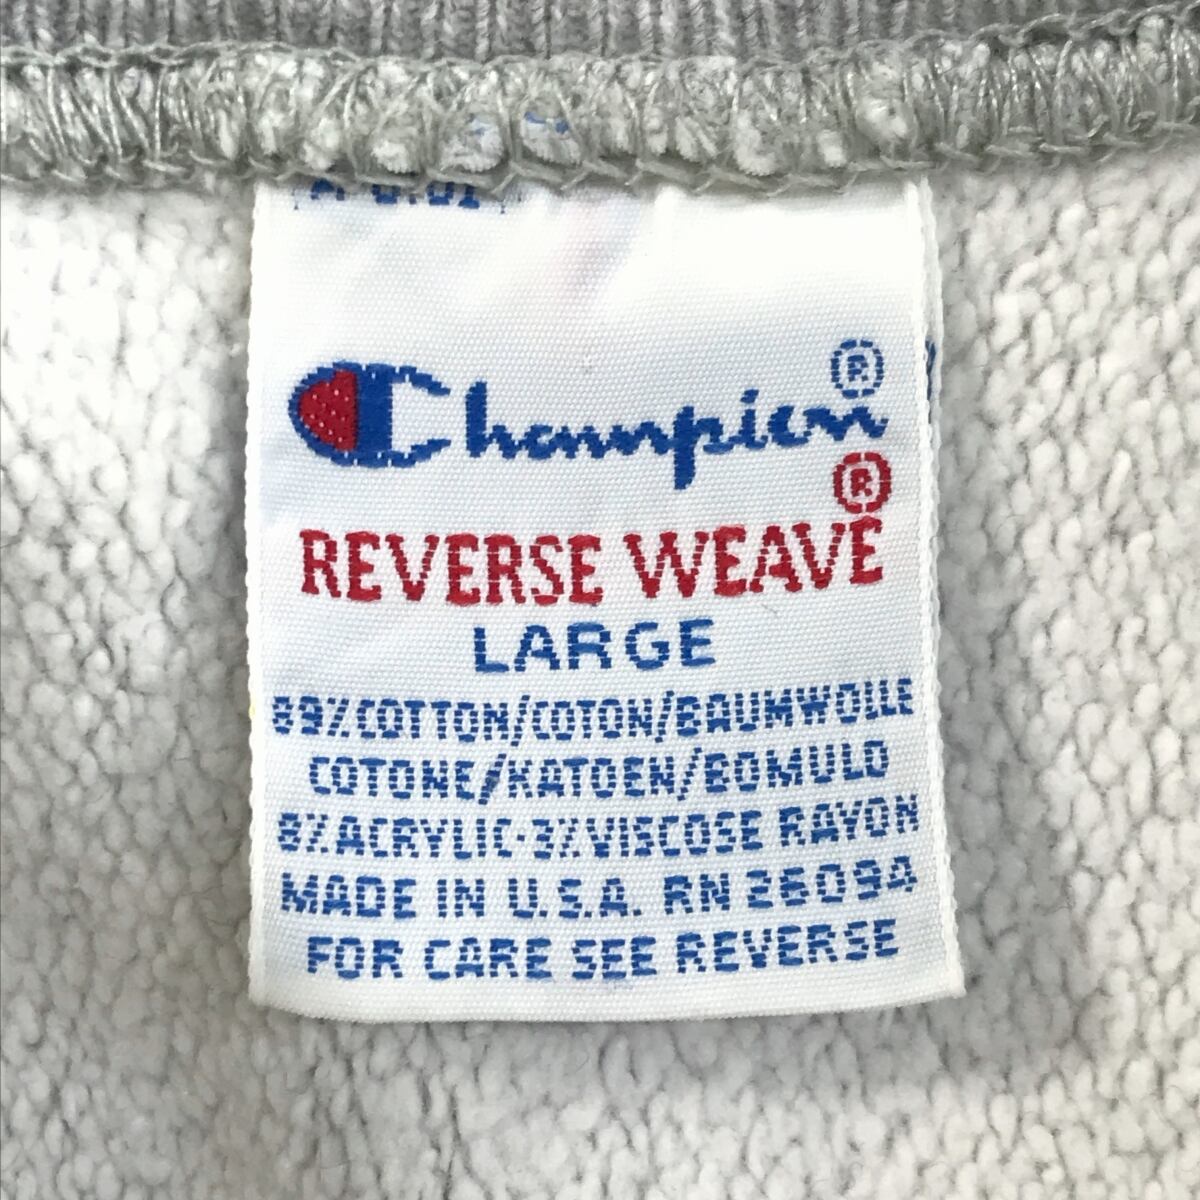 Champion®
REVERSE WEAVE®
LARGE
89%COTTON/COTON/BAUMWOLLE
COTONE/KATOEN/BOMULD
8%ACRYLIC·3%VISCOSE RAYON
MADE IN U.S.A. RN 26094
FOR CARE SEE REVERSE